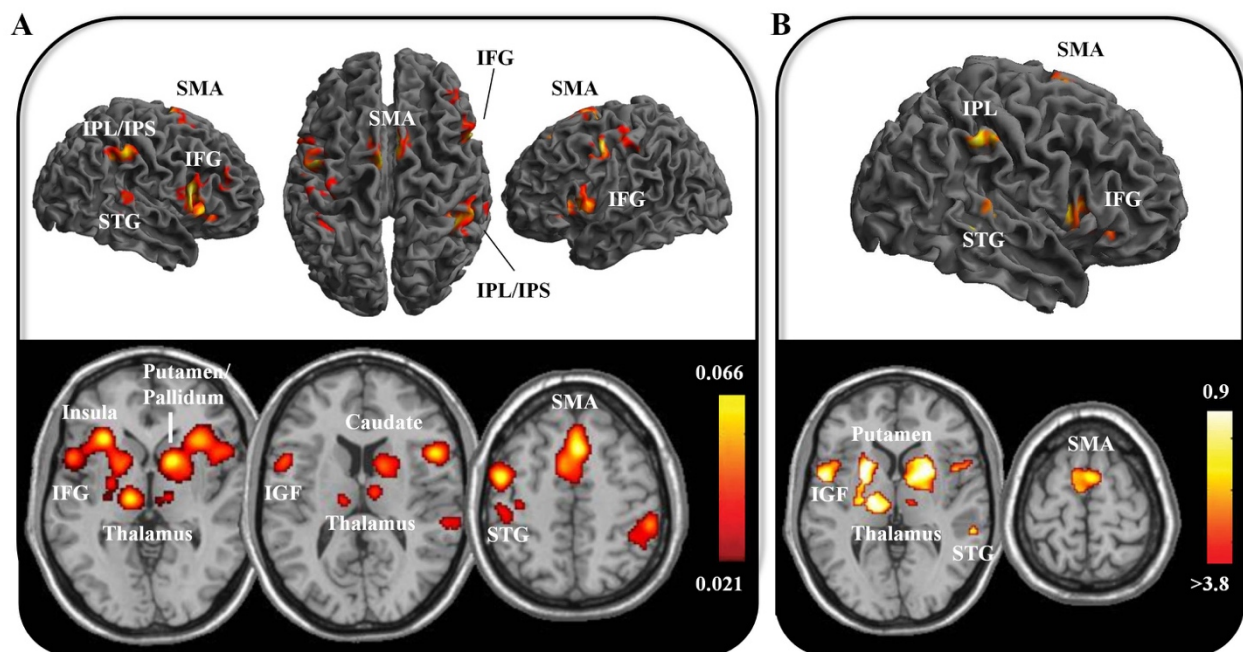 A
SMA
IPL/IPS
IFG
STG
IFG
SMA
IPL/IPS
SMA
IFG
Putamen/
Pallidum
Insula
IFG
Thalamus
Caudate
IGF
Thalamus
SMA
STG
0.066
0.021
B
SMA
IPL
IFG
STG
Putamen
IGF
Thalamus
STG
SMA
0.9
>3.8